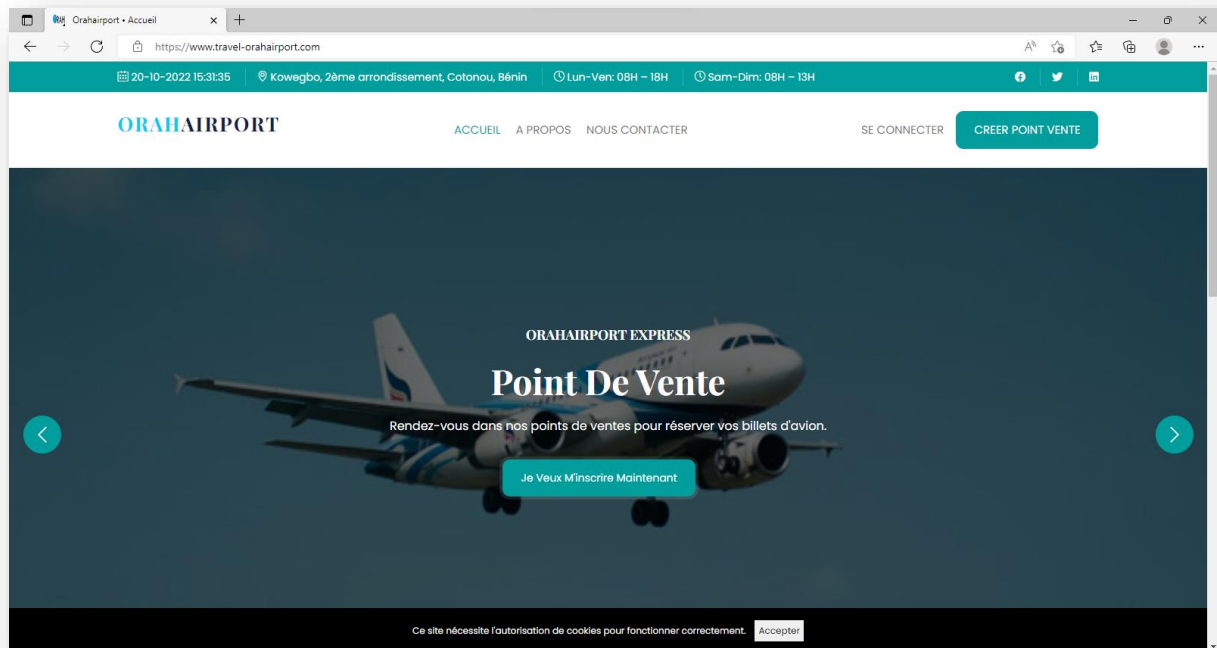 Orahairport • Accueil
https://www.travel-orahairport.com
20-10-2022 15:31:35 Kowegbo, 2ème arrondissement, Cotonou, Bénin Lun-Ven: 08H – 18H Sam-Dim: 08H – 13H
ORAHAIRPORT ACCUEIL A PROPOS NOUS CONTACTER SE CONNECTER CREER POINT VENTE
ORAHAIRPORT EXPRESS
Point De Vente
Rendez-vous dans nos points de ventes pour réserver vos billets d'avion.
Je Veux M'inscrire Maintenant
Ce site nécessite l'autorisation de cookies pour fonctionner correctement. Accepter